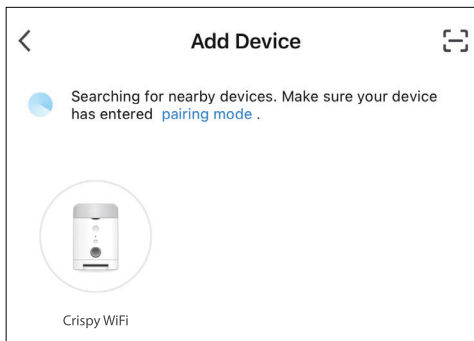 Add Device
Searching for nearby devices. Make sure your device
has entered pairing mode .
Crispy WiFi